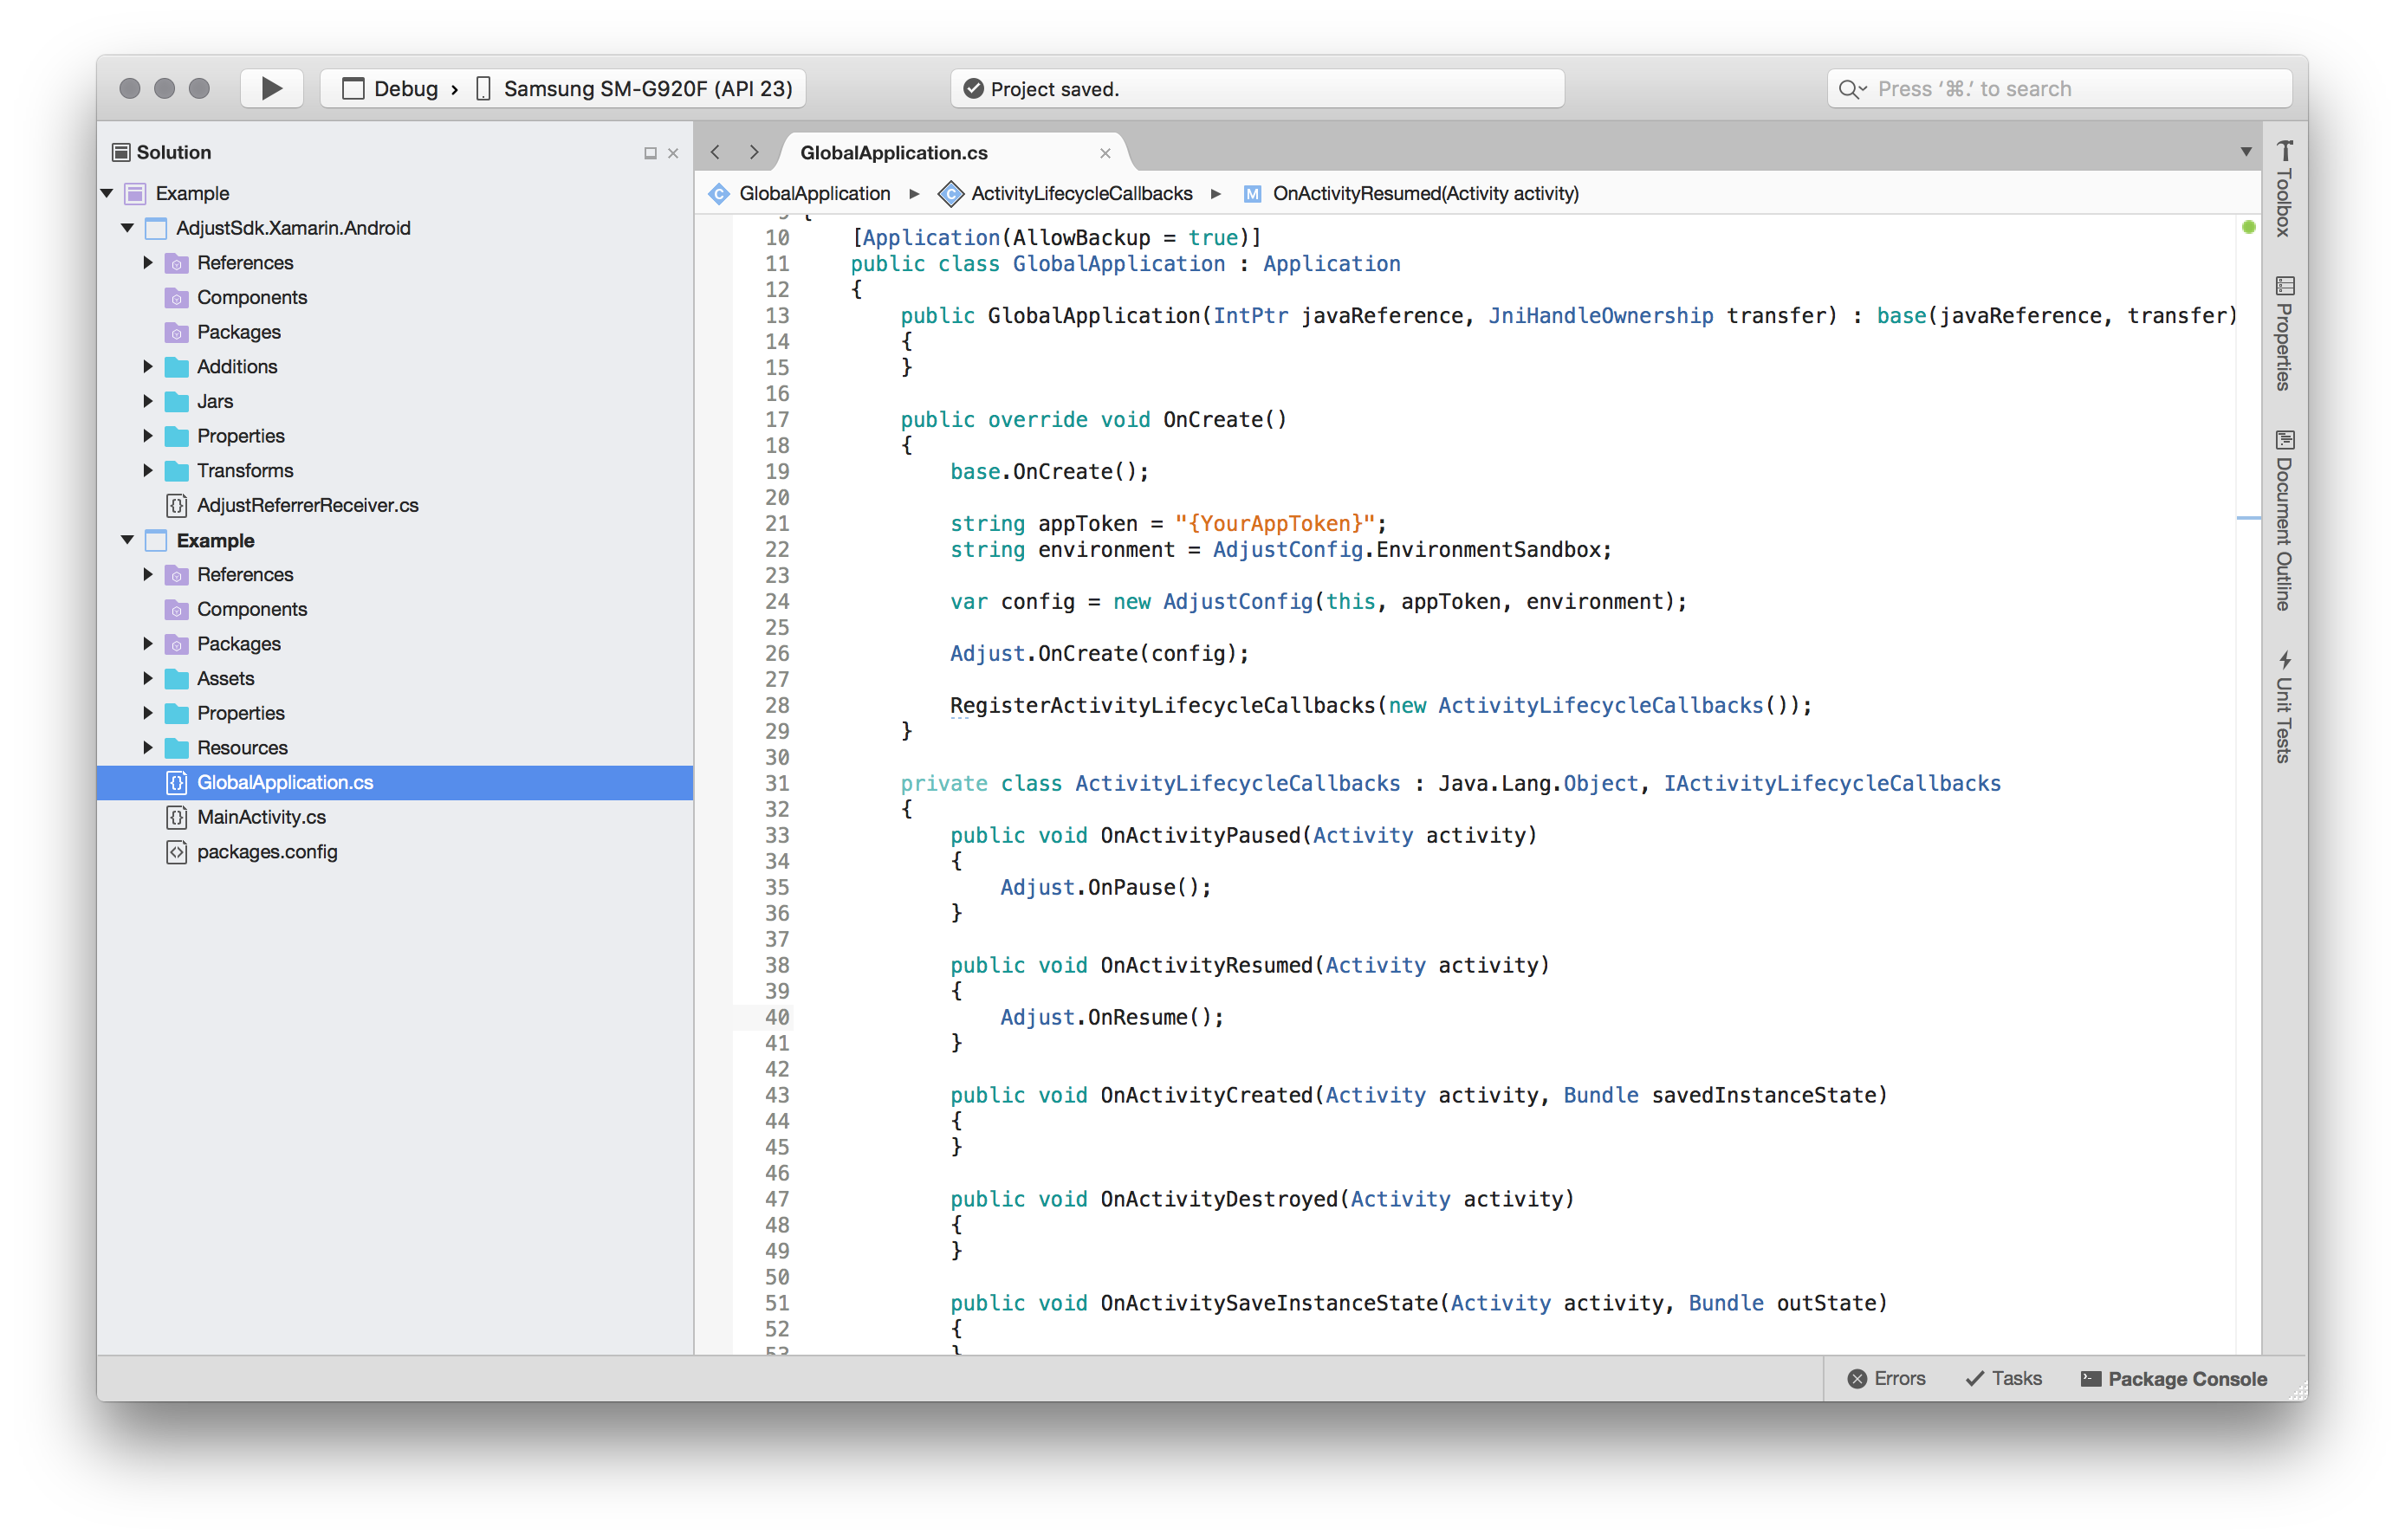 Debug › Samsung SM-G920F (API 23)
Project saved.
Press ‘⌘.’ to search
Solution
Example
AdjustSdk.Xamarin.Android
References
Components
Packages
Additions
Jars
Properties
Transforms
AdjustReferrerReceiver.cs
Example
References
Components
Packages
Assets
Properties
Resources
GlobalApplication.cs
MainActivity.cs
packages.config
GlobalApplication.cs
GlobalApplication ▸ ActivityLifecycleCallbacks ▸ M OnActivityResumed(Activity activity)
9 {
10 [Application(AllowBackup = true)]
11 public class GlobalApplication : Application
12 {
13 public GlobalApplication(IntPtr javaReference, JniHandleOwnership transfer) : base(javaReference, transfer)
14 {
15 }
16
17 public override void OnCreate()
18 {
19 base.OnCreate();
20
21 string appToken = "{YourAppToken}";
22 string environment = AdjustConfig.EnvironmentSandbox;
23
24 var config = new AdjustConfig(this, appToken, environment);
25
26 Adjust.OnCreate(config);
27
28 RegisterActivityLifecycleCallbacks(new ActivityLifecycleCallbacks());
29 }
30
31 private class ActivityLifecycleCallbacks : Java.Lang.Object, IActivityLifecycleCallbacks
32 {
33 public void OnActivityPaused(Activity activity)
34 {
35 Adjust.OnPause();
36 }
37
38 public void OnActivityResumed(Activity activity)
39 {
40 Adjust.OnResume();
41 }
42
43 public void OnActivityCreated(Activity activity, Bundle savedInstanceState)
44 {
45 }
46
47 public void OnActivityDestroyed(Activity activity)
48 {
49 }
50
51 public void OnActivitySaveInstanceState(Activity activity, Bundle outState)
52 {
53 }
Toolbox
Properties
Document Outline
Unit Tests
Errors
Tasks
Package Console